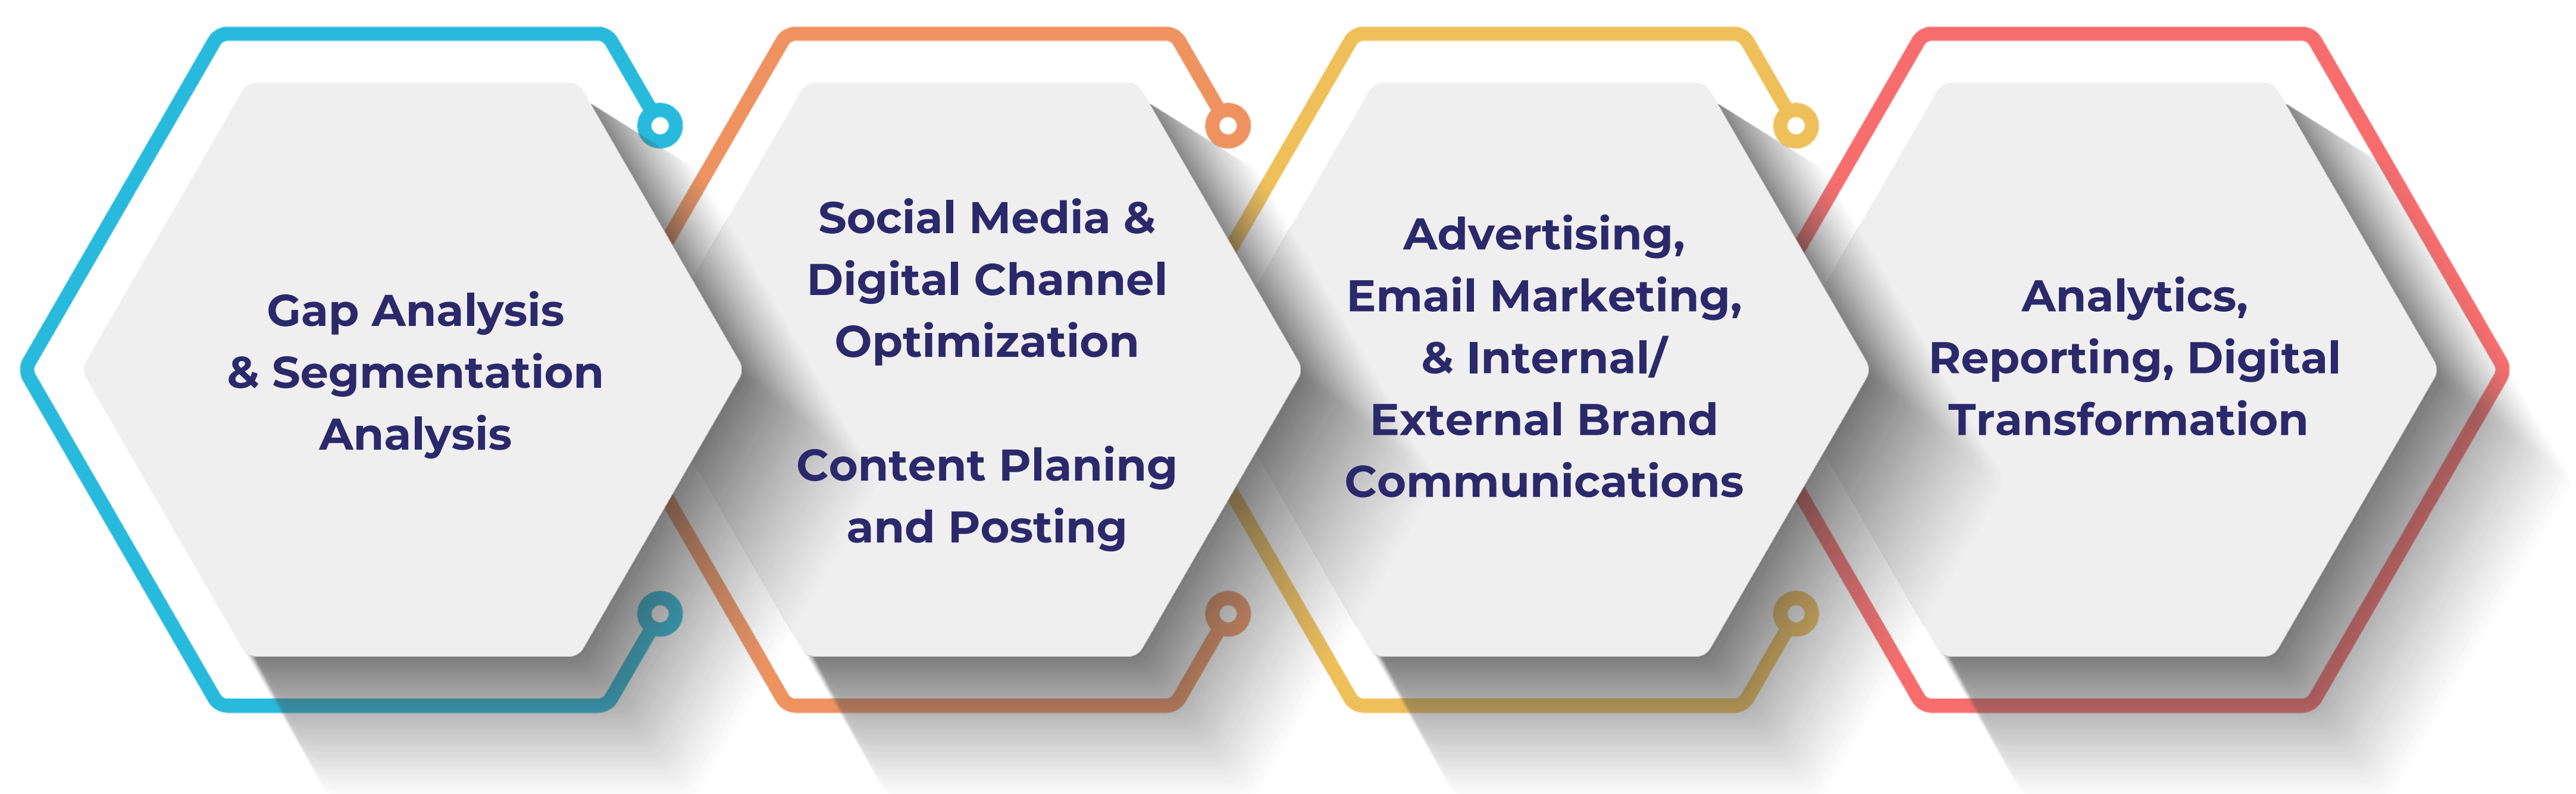 Gap Analysis
& Segmentation
Analysis
Social Media &
Digital Channel
Optimization
Content Planing
and Posting
Advertising,
Email Marketing,
& Internal/
External Brand
Communications
Analytics,
Reporting, Digital
Transformation